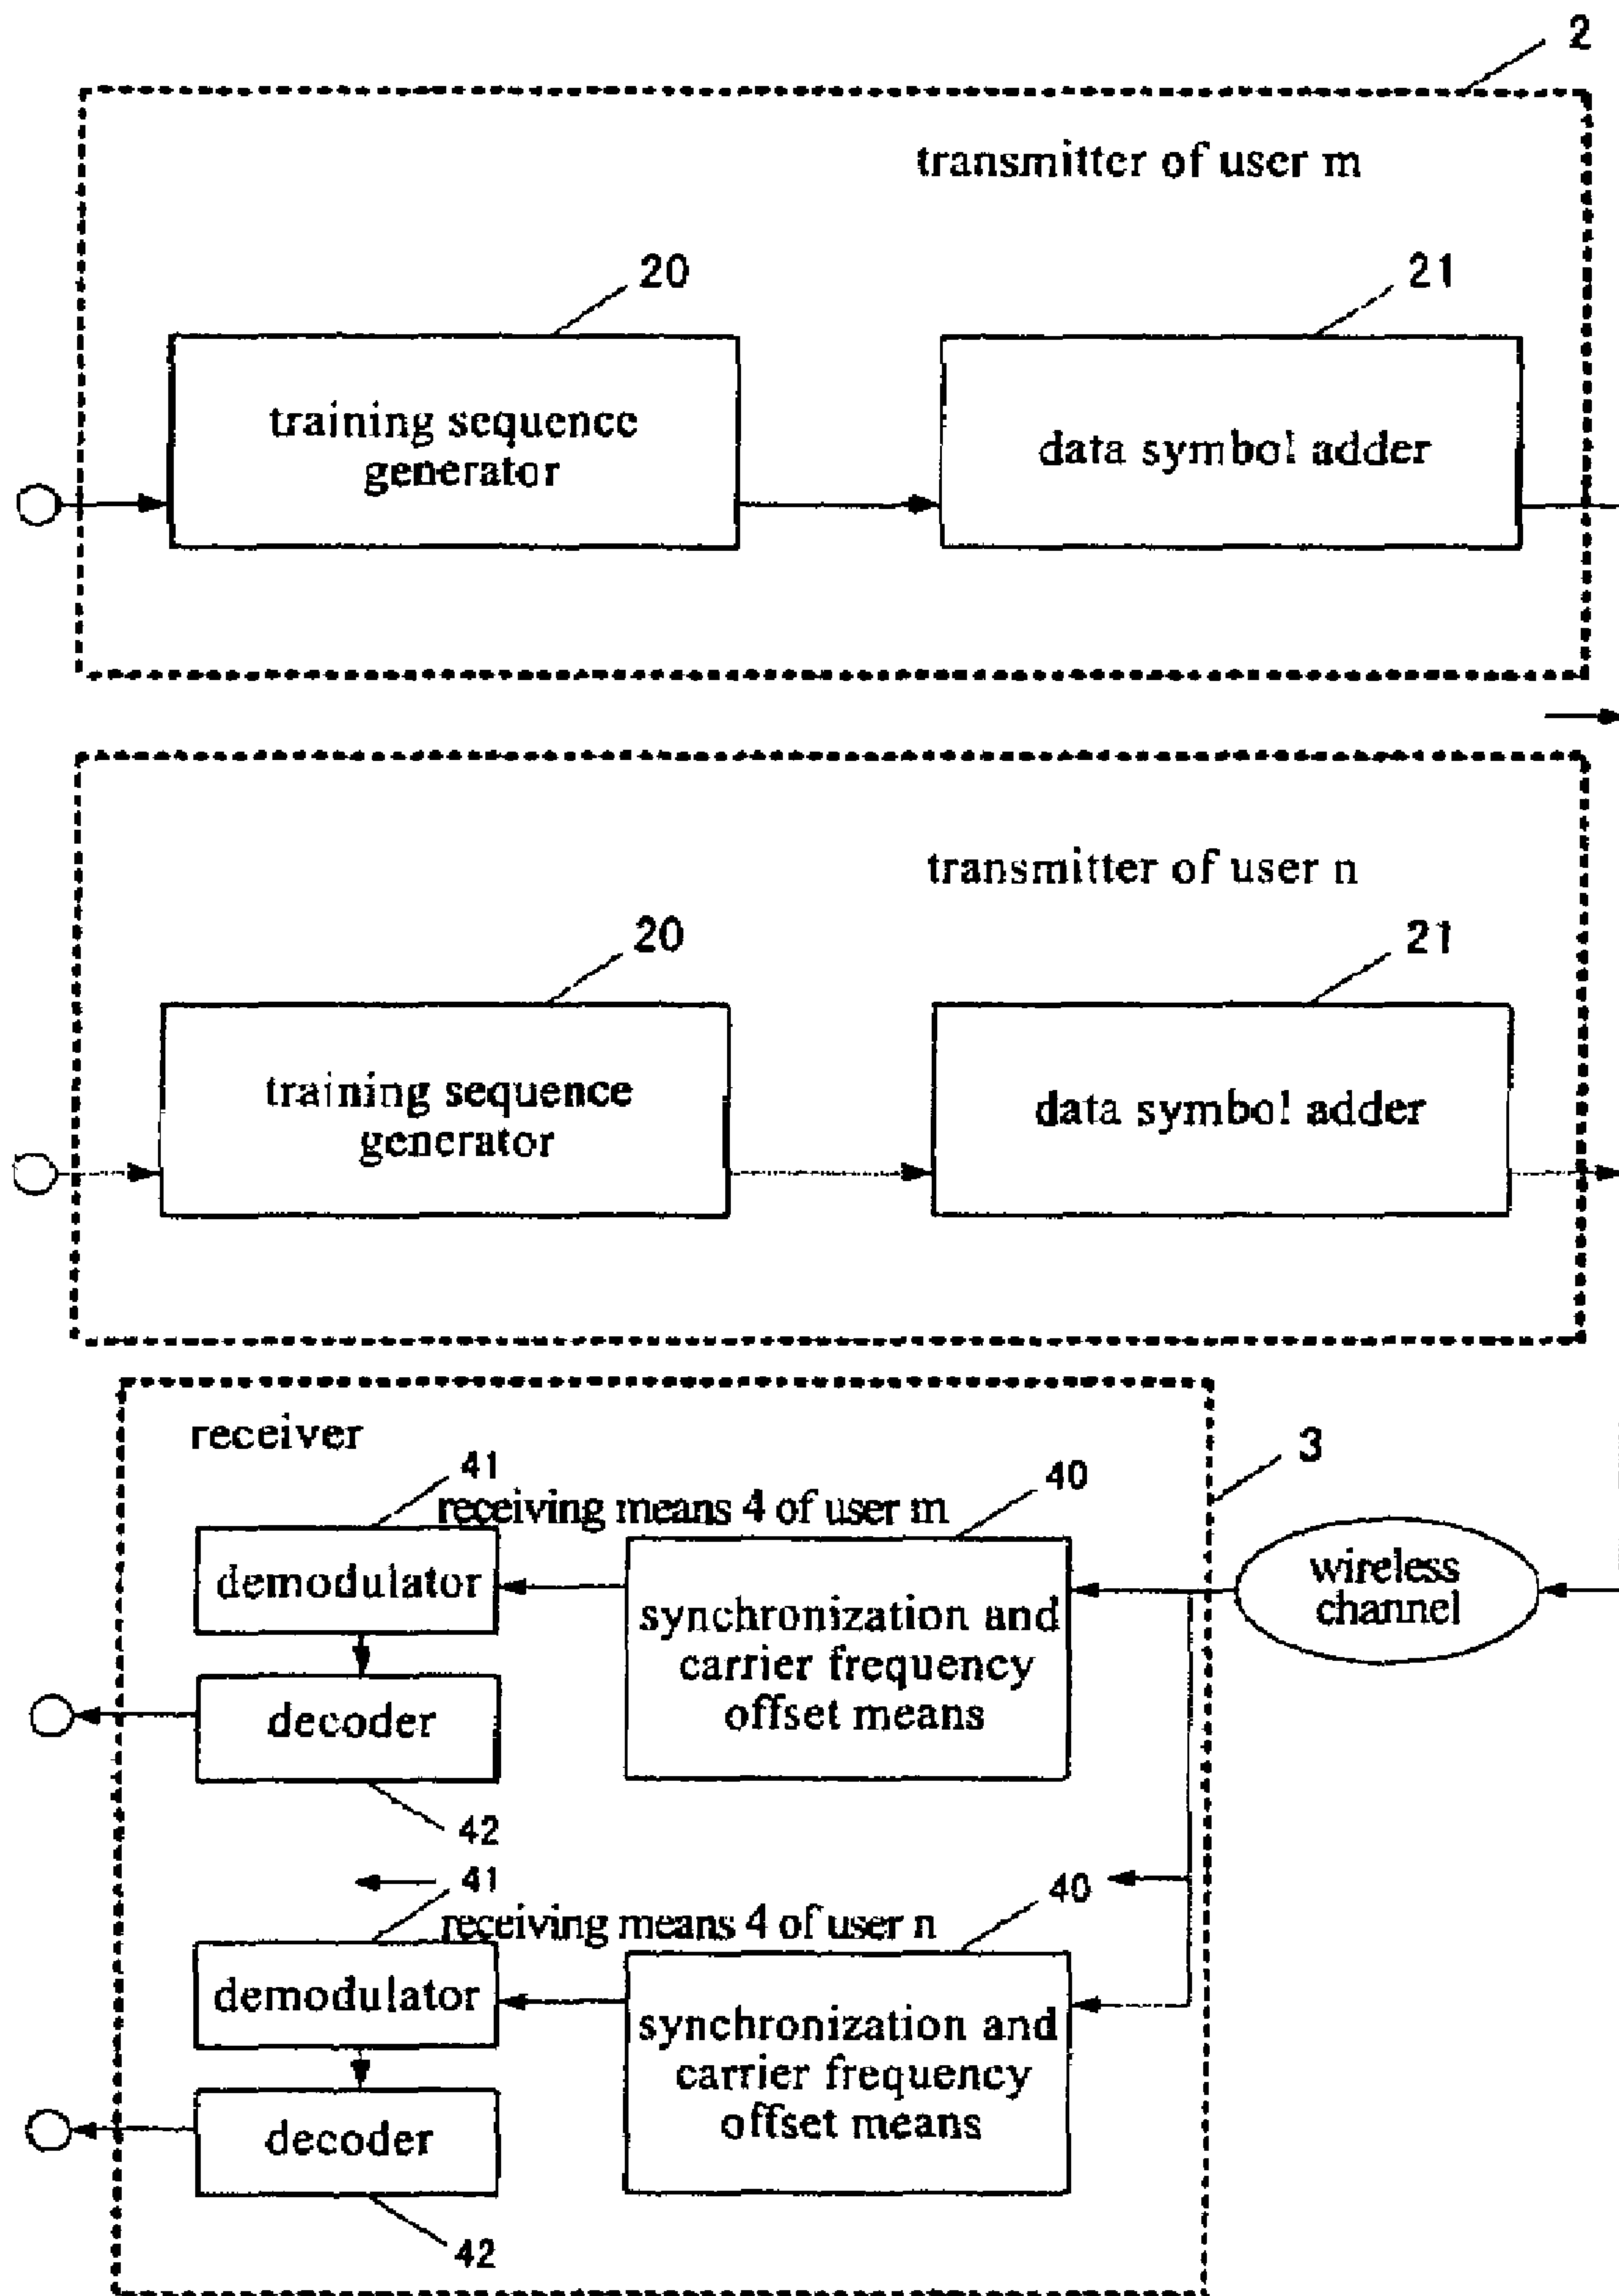 2
transmitter of user m
20
21
training sequence
generator
data symbol adder
transmitter of user n
20
21
training sequence
generator
data symbol adder
receiver
3
41
40
receiving means 4 of user m
demodulator
synchronization and
carrier frequency
offset means
wireless
channel
decoder
42
41
40
receiving means 4 of user n
demodulator
synchronization and
carrier frequency
offset means
decoder
42